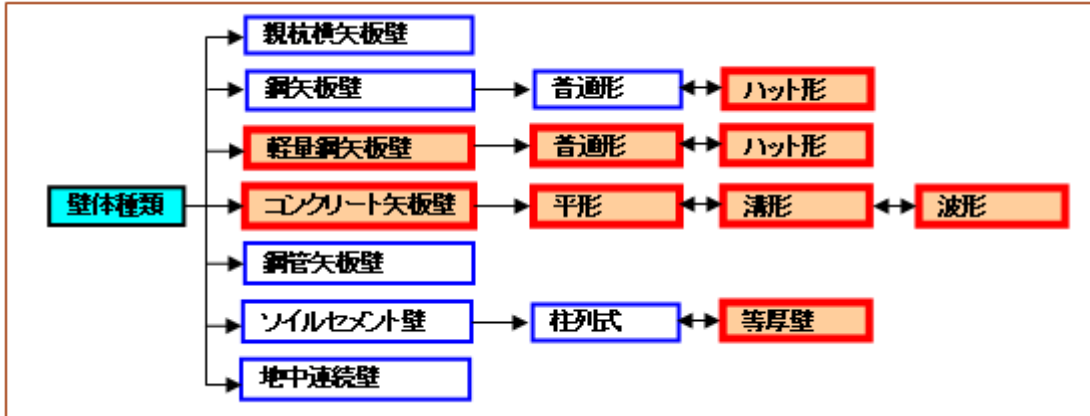 親杭横矢板壁
鋼矢板壁 普通形 ハット形
軽量鋼矢板壁 普通形 ハット形
壁体種類 コンクリート矢板壁 平形 溝形 波形
鋼管矢板壁
ソイルセメント壁 柱列式 等厚壁
地中連続壁